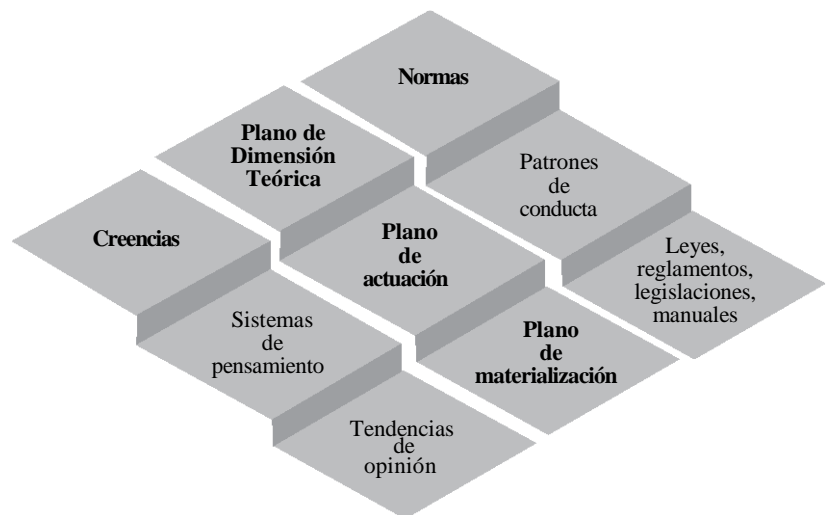 Normas
Plano de
Dimensión
Teórica
Creencias
Patrones
de
conducta
Plano
de
actuación
Sistemas
de
pensamiento
Leyes,
reglamentos,
legislaciones,
manuales
Plano
de
materialización
Tendencias
de
opinión